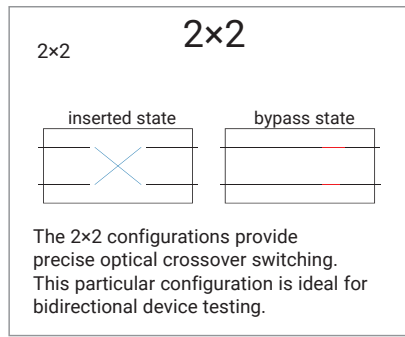 2×2
2×2
inserted state
bypass state
The 2×2 configurations provide
precise optical crossover switching.
This particular configuration is ideal for
bidirectional device testing.